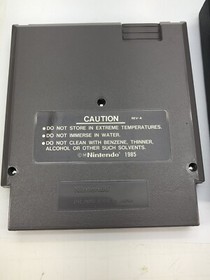 CAUTION REV-A
• DO NOT STORE IN EXTREME TEMPERATURES.
• DO NOT IMMERSE IN WATER.
• DO NOT CLEAN WITH BENZENE, THINNER,
ALCOHOL OR OTHER SUCH SOLVENTS.
©® Nintendo 1985